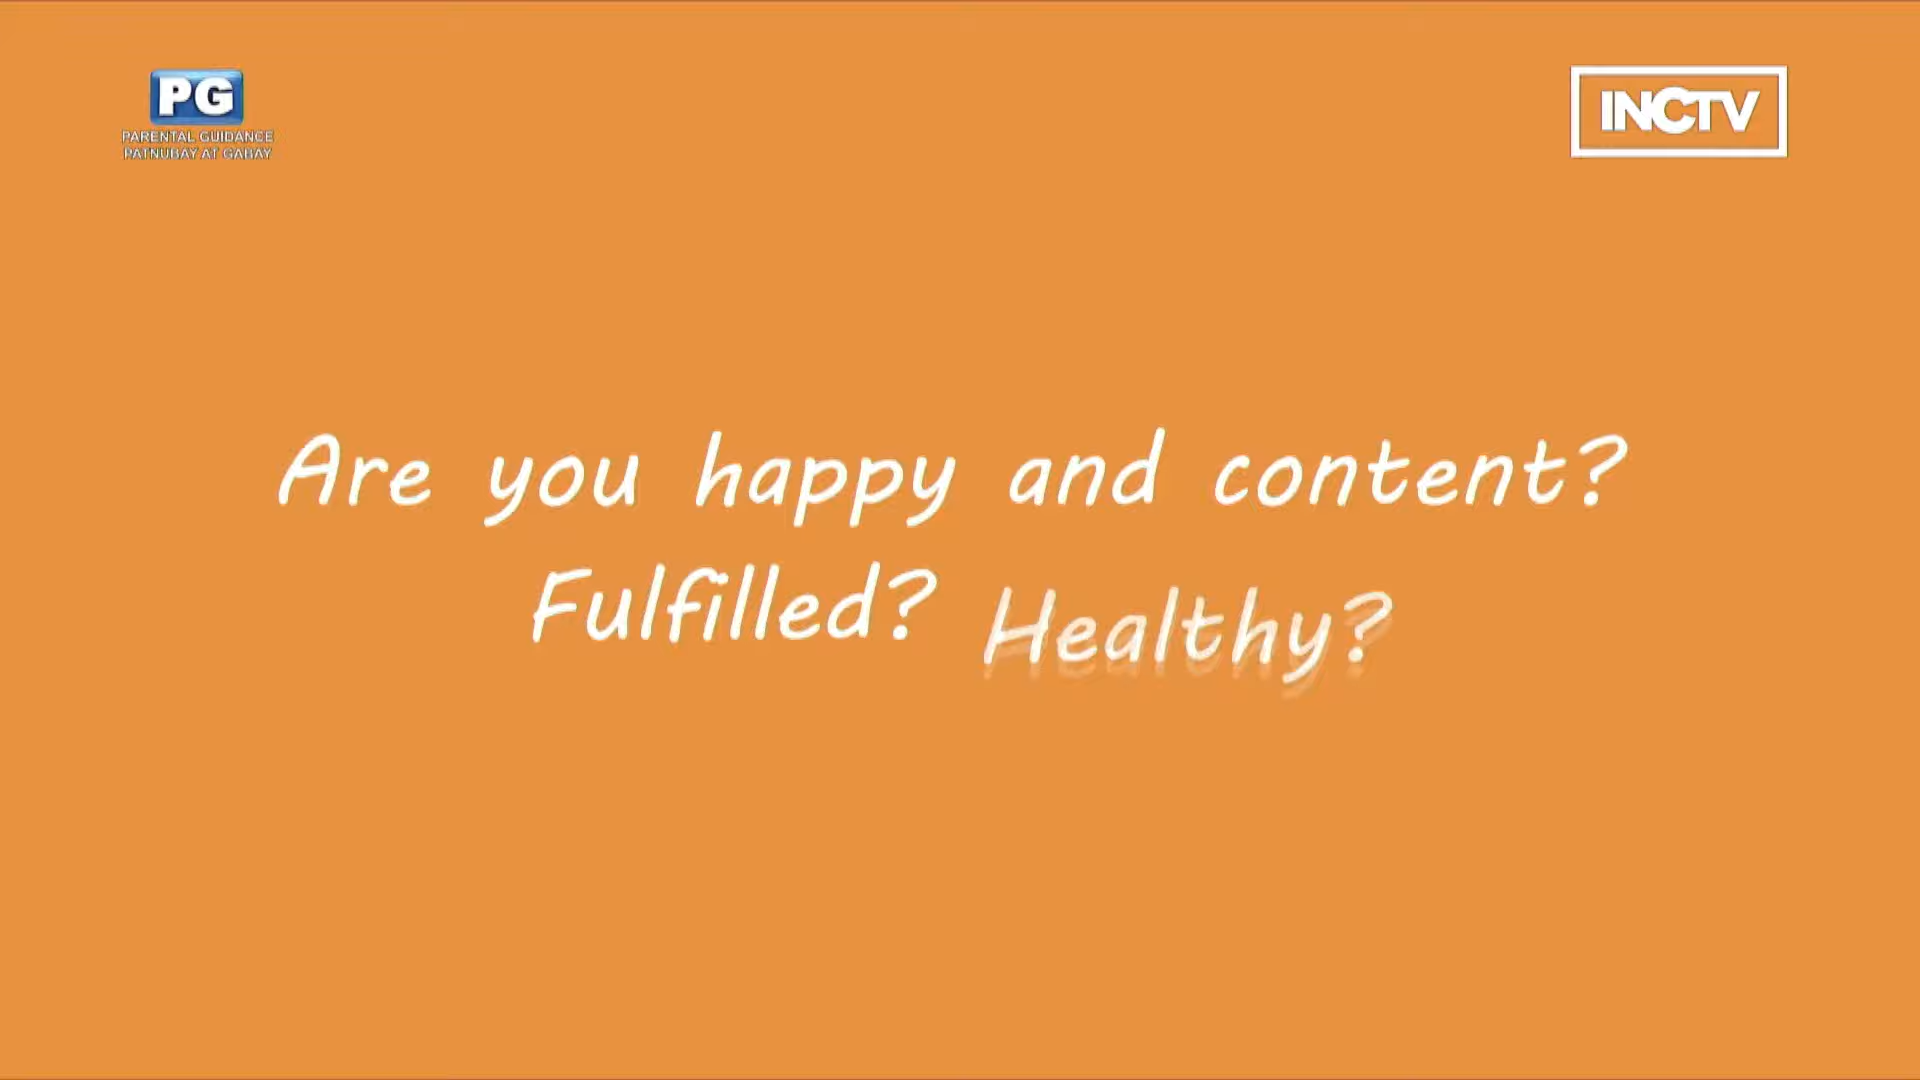 PG
PARENTAL GUIDANCE
PATNUBAY AT GABAY
INCTV
Are you happy and content?
Fulfilled? Healthy?